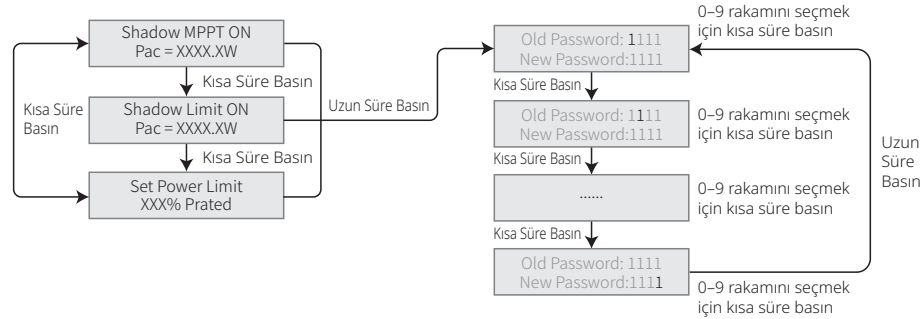 Shadow MPPT ON
Pac = XXXX.XW
Kısa Süre Basın
Shadow Limit ON
Pac = XXXX.XW
Kısa Süre Basın
Set Power Limit
XXX% Prated
Kısa Süre
Basın
Uzun Süre Basın
Old Password: 1111
New Password:1111
0–9 rakamını seçmek
için kısa süre basın
Kısa Süre Basın
Old Password: 1111
New Password:1111
0–9 rakamını seçmek
için kısa süre basın
Kısa Süre Basın
......
0–9 rakamını seçmek
için kısa süre basın
Kısa Süre Basın
Old Password: 1111
New Password:1111
0–9 rakamını seçmek
için kısa süre basın
Uzun
Süre
Basın